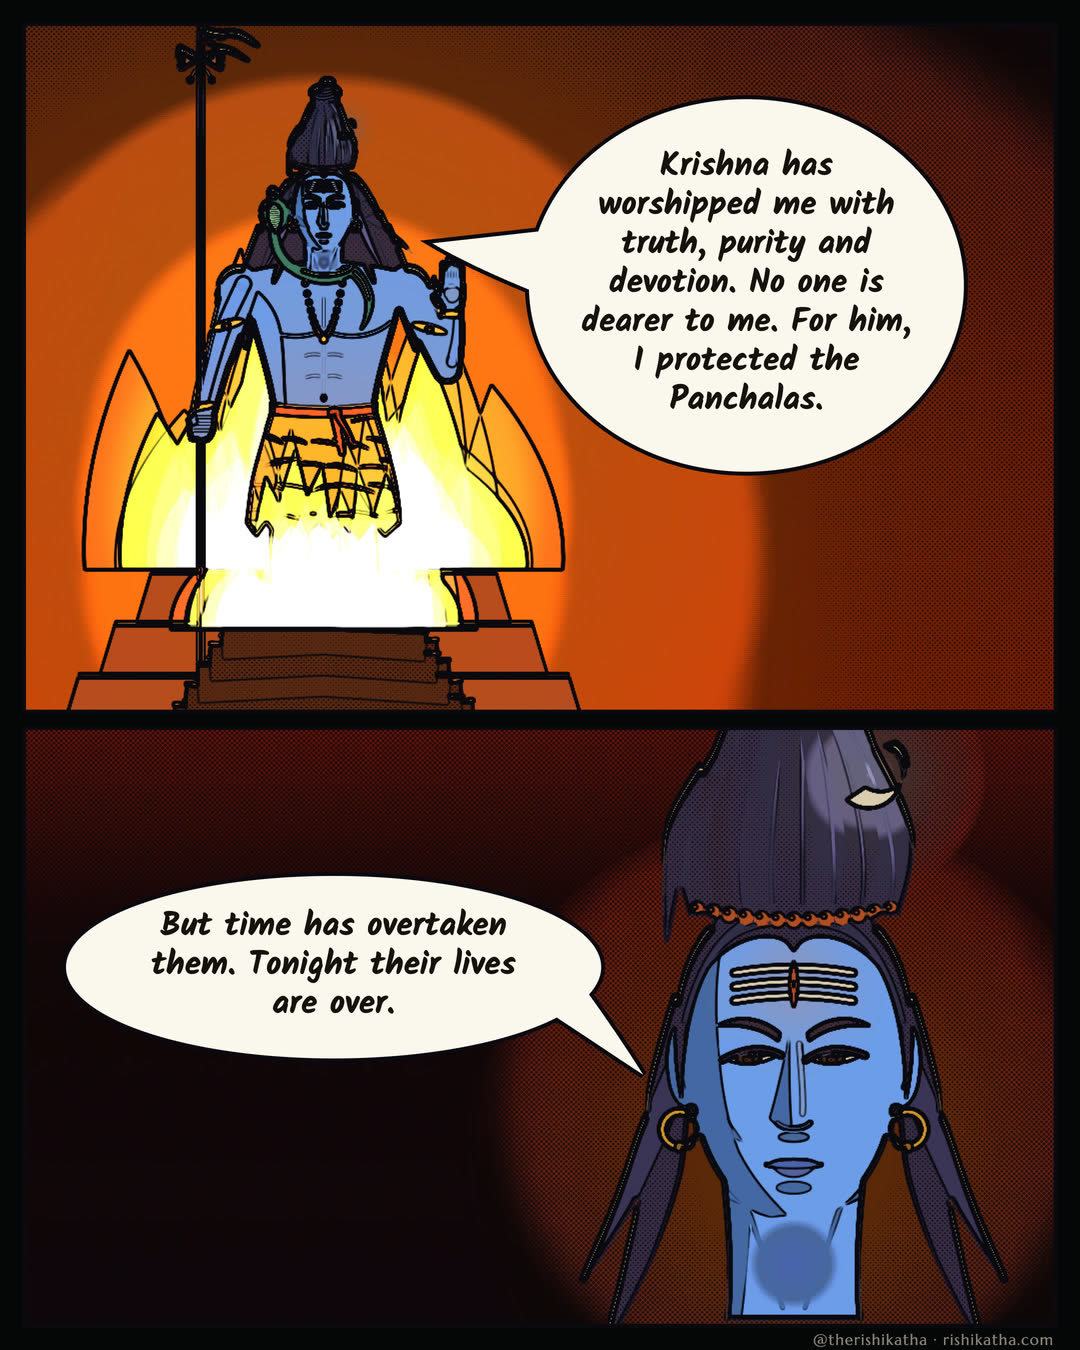 Krishna has
worshipped me with
truth, purity and
devotion. No one is
dearer to me. For him,
I protected the
Panchalas.
But time has overtaken
them. Tonight their lives
are over.
@therishikatha · rishikatha.com